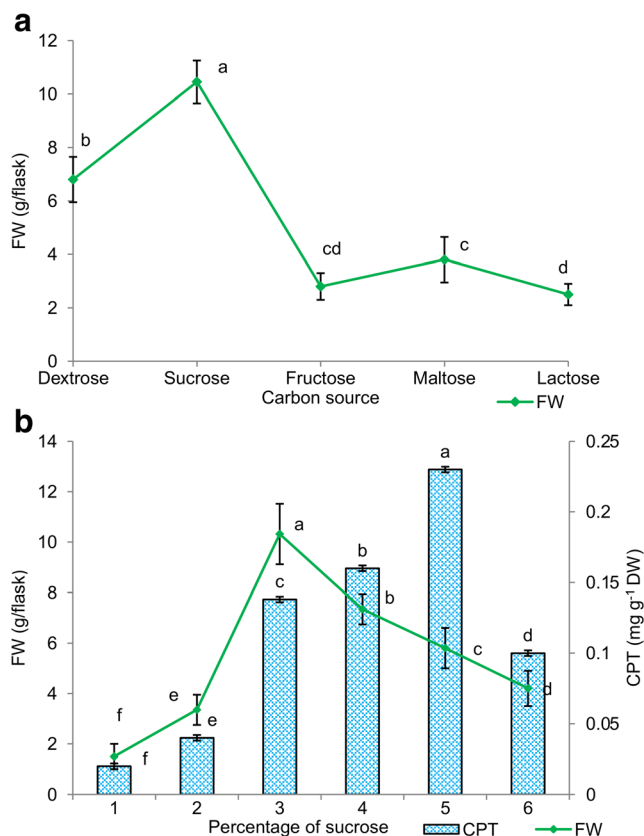 a
12
10
8
6
4
2
0
FW (g/flask)
b
a
cd
c
d
Dextrose Sucrose Fructose Maltose Lactose
Carbon source
FW
b
14
12
10
8
6
4
2
0
FW (g/flask)
0.25
0.2
0.15
0.1
0.05
0
CPT (mg g-1 DW)
a
a
b
c
b
c
d
d
f
e
e
f
1 2 3 4 5 6
Percentage of sucrose
CPT FW